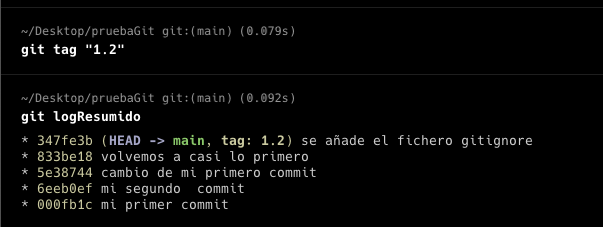 ~/Desktop/pruebaGit git:(main) (0.079s)
git tag "1.2"
~/Desktop/pruebaGit git:(main) (0.092s)
git logResumido
* 347fe3b (HEAD -> main, tag: 1.2) se añade el fichero gitignore
* 833be18 volvemos a casi lo primero
* 5e38744 cambio de mi primero commit
* 6eeb0ef mi segundo  commit
* 000fb1c mi primer commit